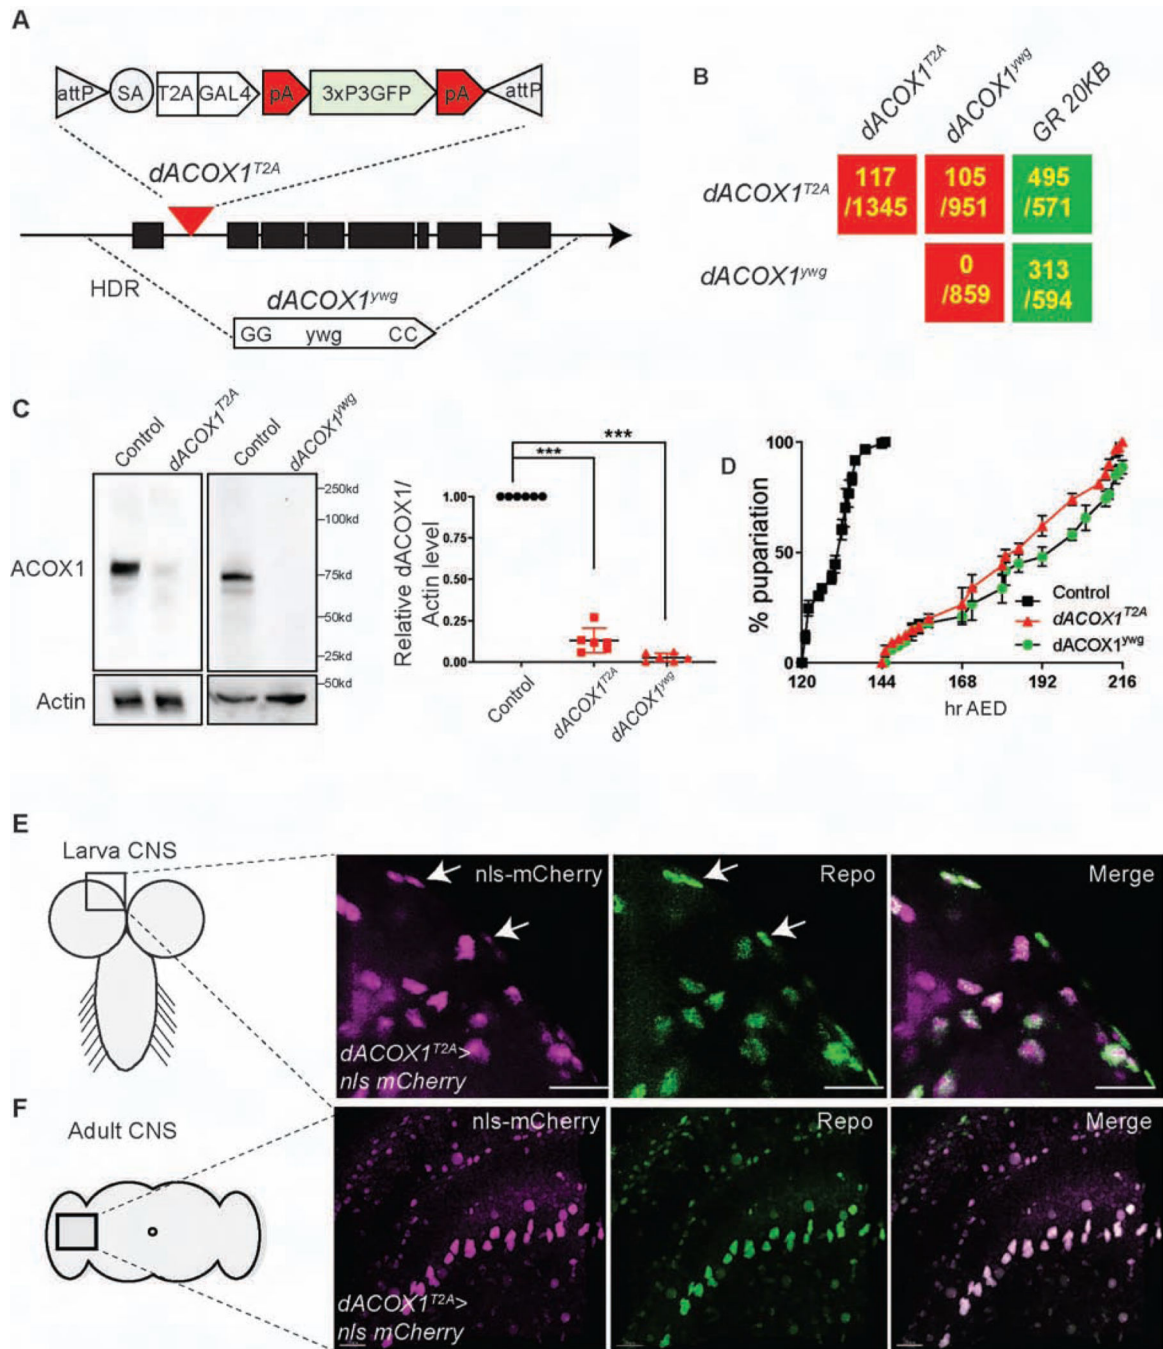 A
attP SA T2A GAL4 pA 3xP3GFP pA attP
dACOX1T2A
HDR
dACOX1ywg
GG ywg CC
B
dACOX1T2A
dACOX1ywg
GR 20KB
dACOX1T2A
117
/1345
105
/951
495
/571
dACOX1ywg
0
/859
313
/594
C
Control
dACOX1T2A
Control
dACOX1ywg
250kd
100kd
75kd
50kd
25kd
50kd
ACOX1
Actin
Relative dACOX1/
Actin level
1.00
0.75
0.50
0.25
0.00
***
***
Control
dACOX1T2A
dACOX1ywg
D
% pupariation
100
50
0
120 144 168 192 216
hr AED
Control
dACOX1T2A
dACOX1ywg
E
Larva CNS
nls-mCherry
Repo
Merge
dACOX1T2A>
nls mCherry
F
Adult CNS
nls-mCherry
Repo
Merge
dACOX1T2A>
nls mCherry